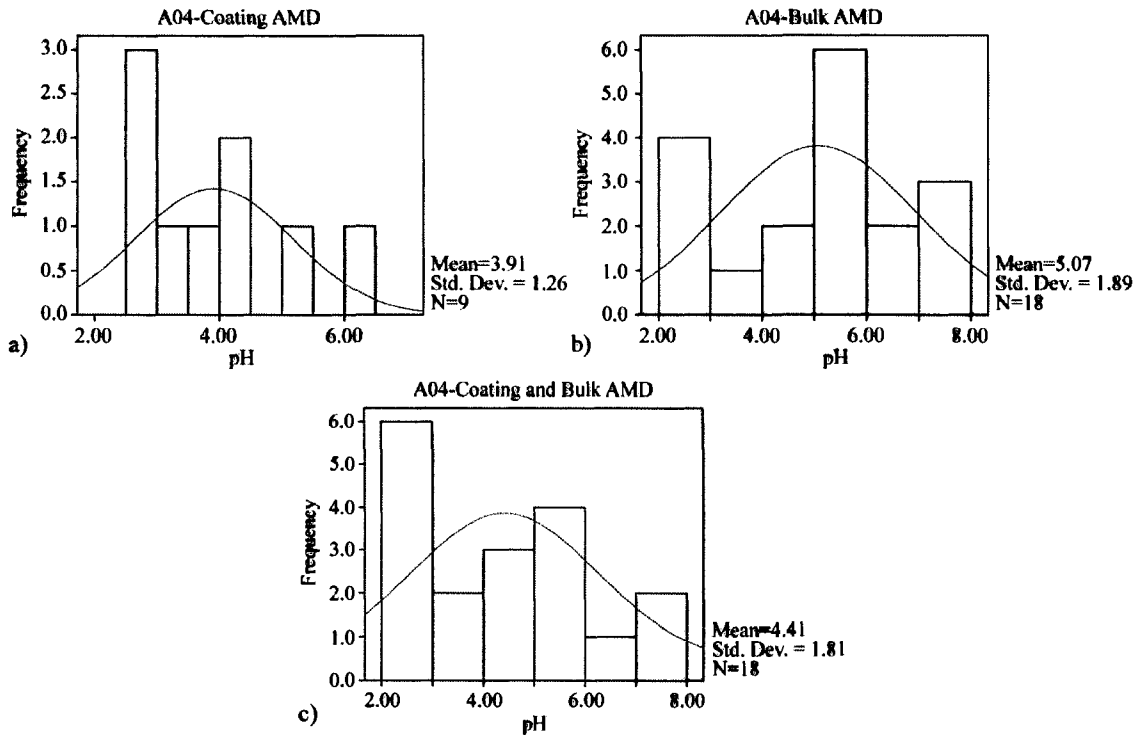 A04-Coating AMD
3.0
2.5
2.0
1.5
1.0
0.5
0.0
Frequency
2.00 4.00 6.00
pH
Mean=3.91
Std. Dev. = 1.26
N=9
a)
A04-Bulk AMD
6.0
5.0
4.0
3.0
2.0
1.0
0.0
Frequency
2.00 4.00 6.00 8.00
pH
Mean=5.07
Std. Dev. = 1.89
N=18
b)
A04-Coating and Bulk AMD
6.0
5.0
4.0
3.0
2.0
1.0
0.0
Frequency
2.00 4.00 6.00 8.00
pH
Mean=4.41
Std. Dev. = 1.81
N=18
c)